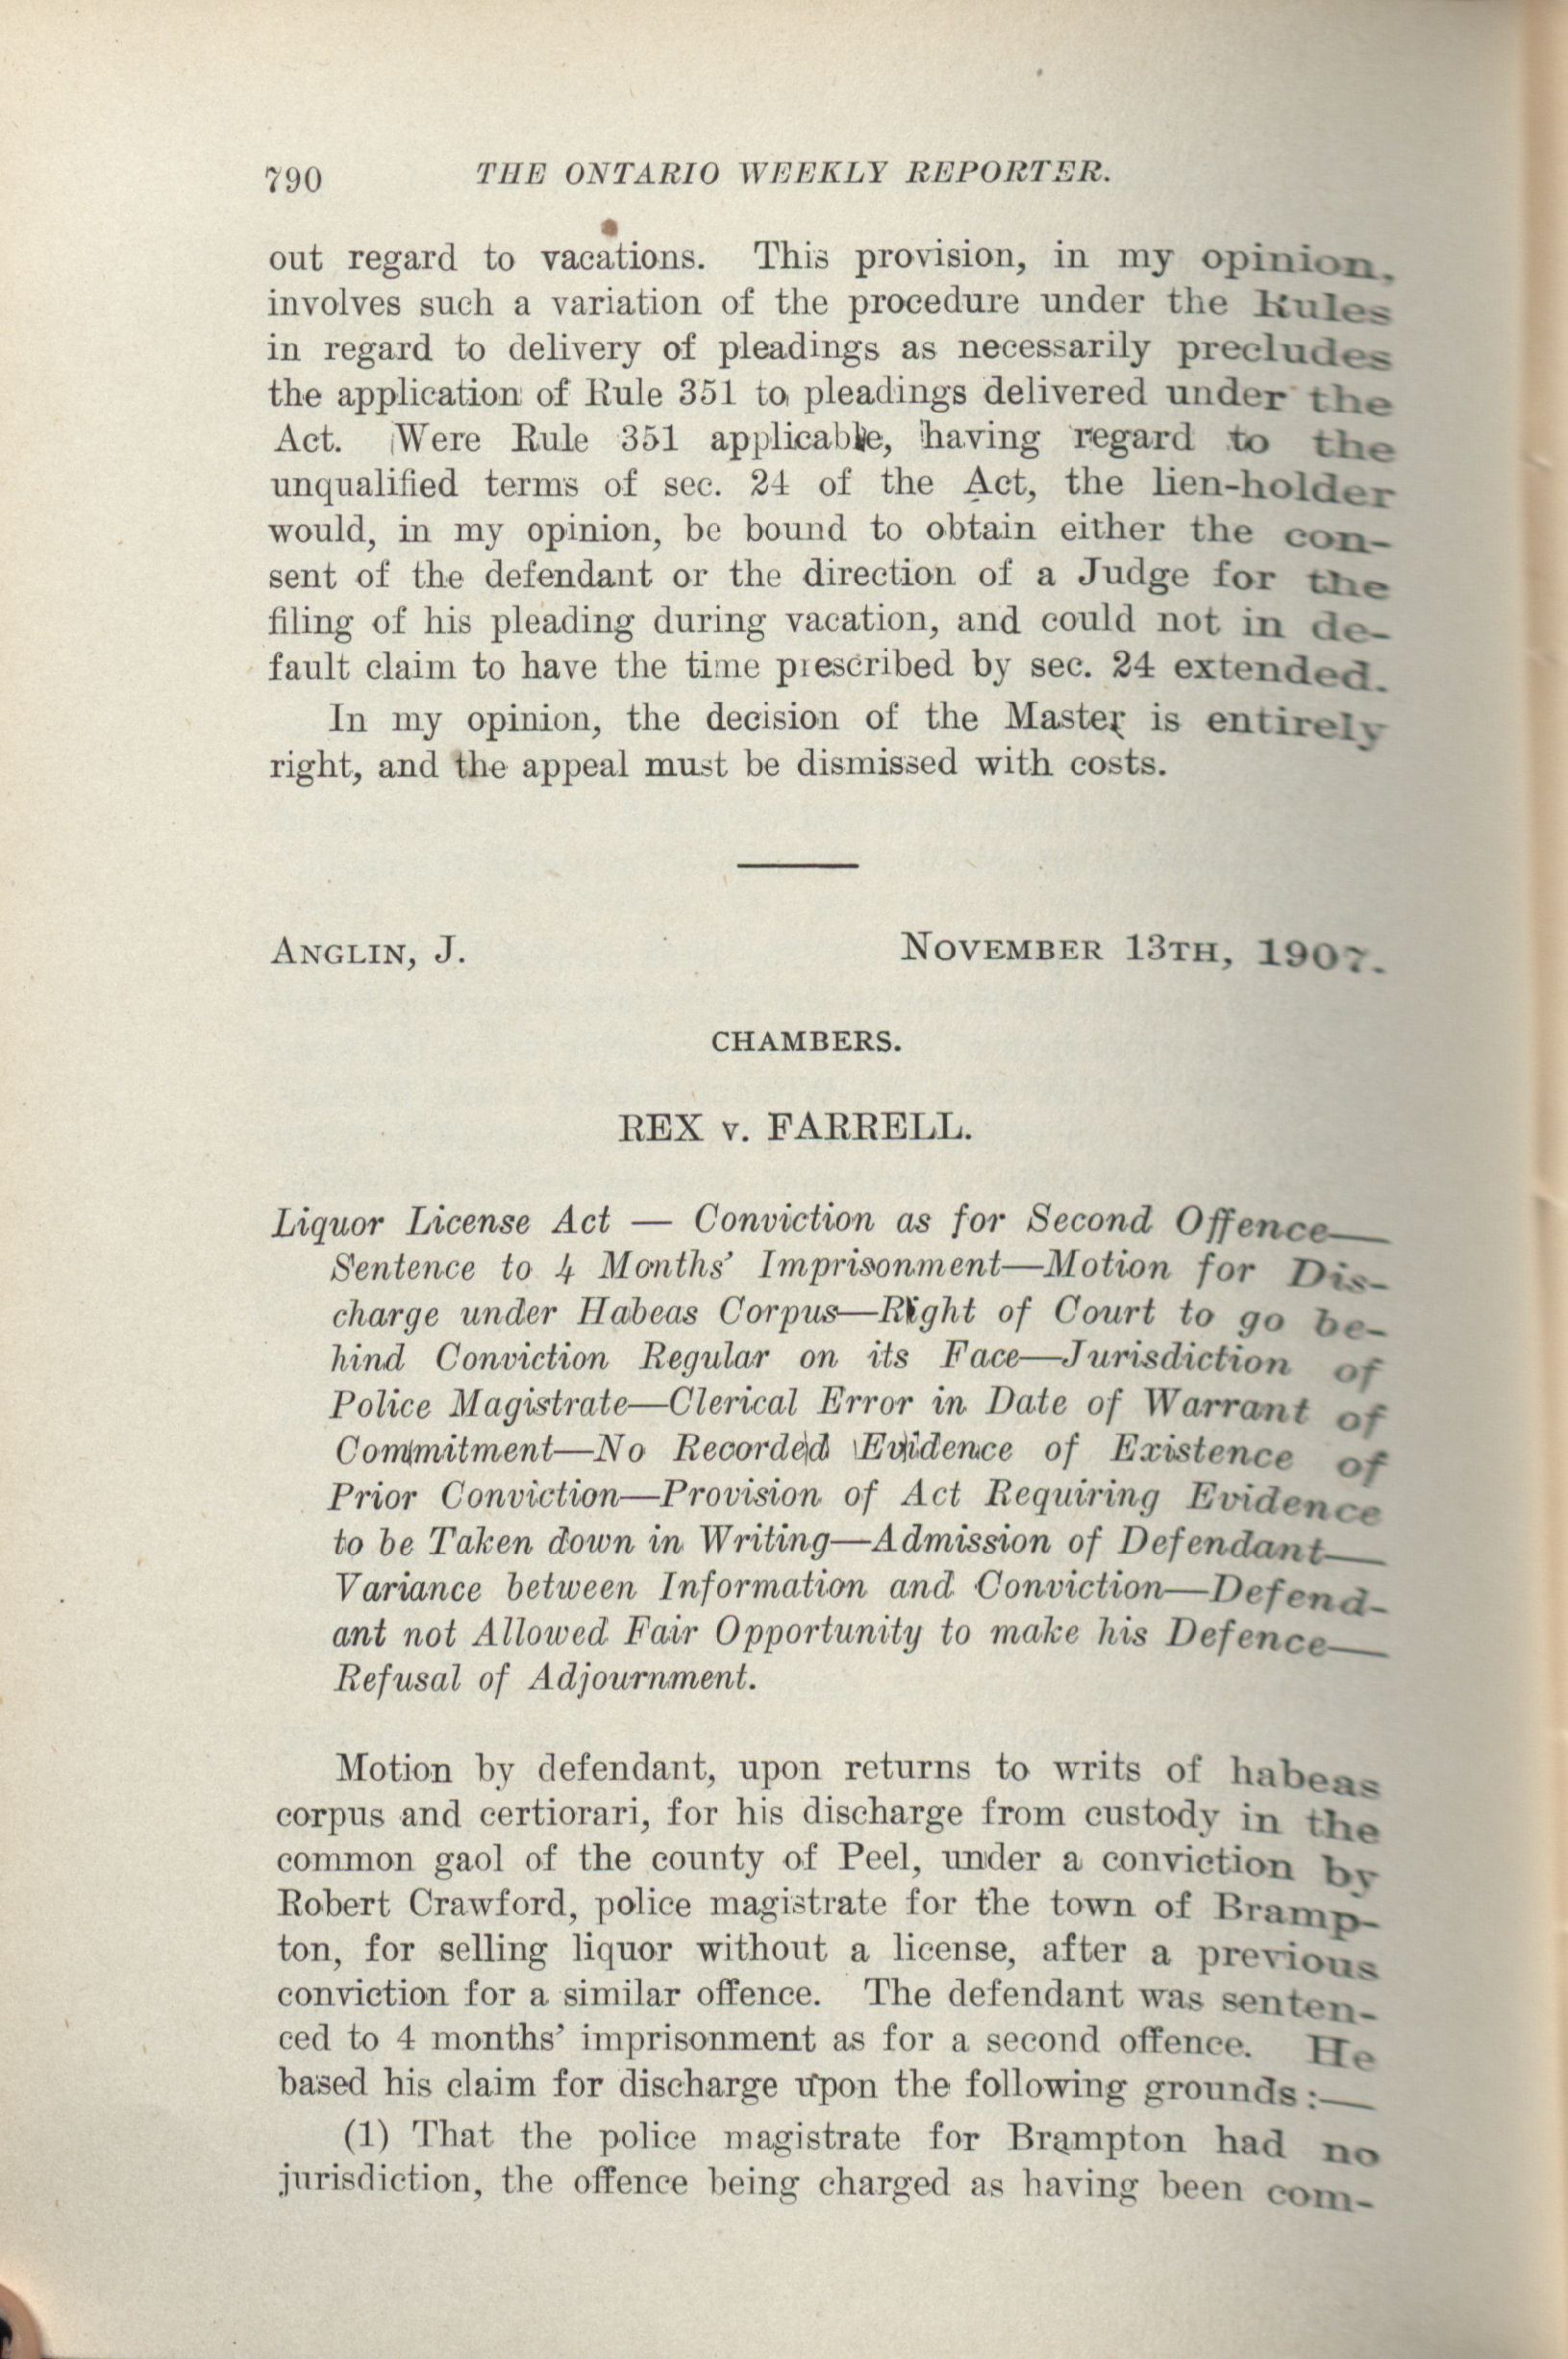 790 THE ONTARIO WEEKLY REPORTER.
out regard to vacations. This provision, in my opinion,
involves such a variation of the procedure under the Rules
in regard to delivery of pleadings as necessarily precludes
the application of Rule 351 to pleadings delivered under the
Act. Were Rule 351 applicable, having regard to the
unqualified terms of sec. 24 of the Act, the lien-holder
would, in my opinion, be bound to obtain either the con-
sent of the defendant or the direction of a Judge for the
filing of his pleading during vacation, and could not in de-
fault claim to have the time prescribed by sec. 24 extended.
In my opinion, the decision of the Master is entirely
right, and the appeal must be dismissed with costs.
ANGLIN, J. NOVEMBER 13TH, 1907.
CHAMBERS.
REX v. FARRELL.
Liquor License Act — Conviction as for Second Offence—
Sentence to 4 Months' Imprisonment—Motion for Dis-
charge under Habeas Corpus—Right of Court to go be-
hind Conviction Regular on its Face—Jurisdiction of
Police Magistrate—Clerical Error in Date of Warrant of
Commitment—No Recorded Evidence of Existence of
Prior Conviction—Provision of Act Requiring Evidence
to be Taken down in Writing—Admission of Defendant—
Variance between Information and Conviction—Defend-
ant not Allowed Fair Opportunity to make his Defence—
Refusal of Adjournment.
Motion by defendant, upon returns to writs of habeas
corpus and certiorari, for his discharge from custody in the
common gaol of the county of Peel, under a conviction by
Robert Crawford, police magistrate for the town of Bramp-
ton, for selling liquor without a license, after a previous
conviction for a similar offence. The defendant was senten-
ced to 4 months' imprisonment as for a second offence. He
based his claim for discharge upon the following grounds:—
(1) That the police magistrate for Brampton had no
jurisdiction, the offence being charged as having been com-